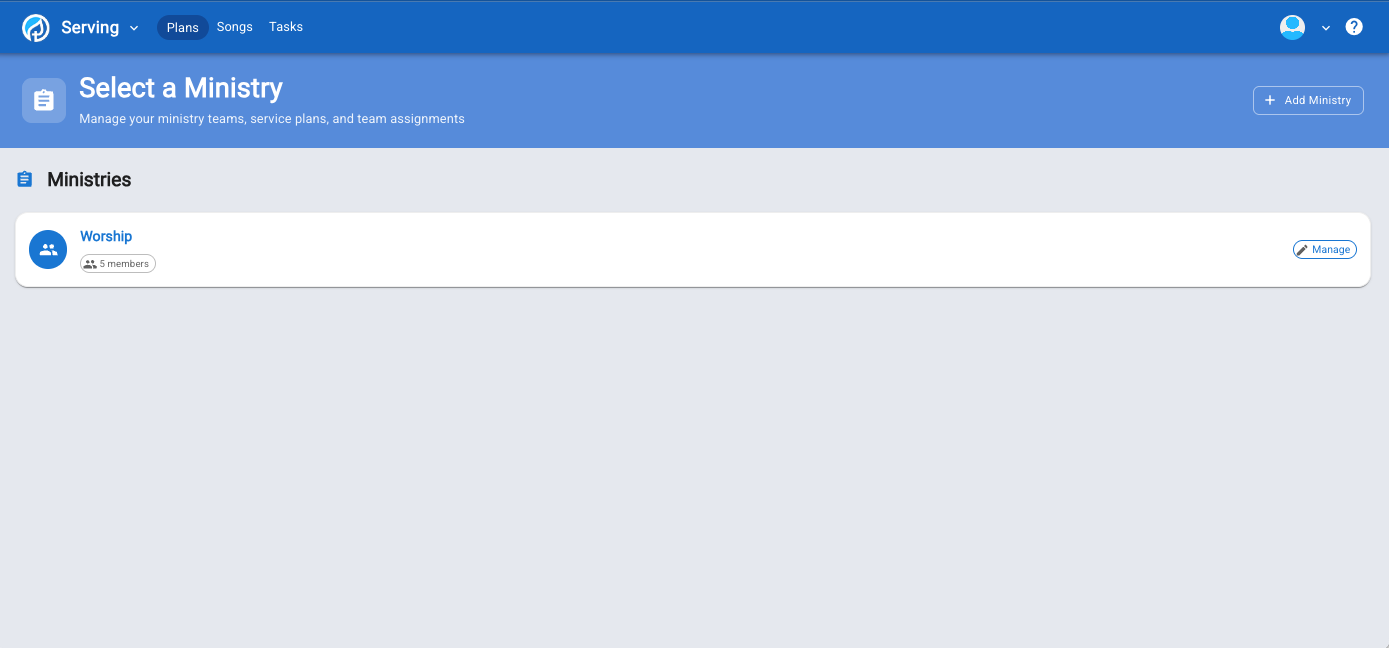 Serving
Plans
Songs
Tasks
Select a Ministry
Manage your ministry teams, service plans, and team assignments
Add Ministry
Ministries
Worship
5 members
Manage